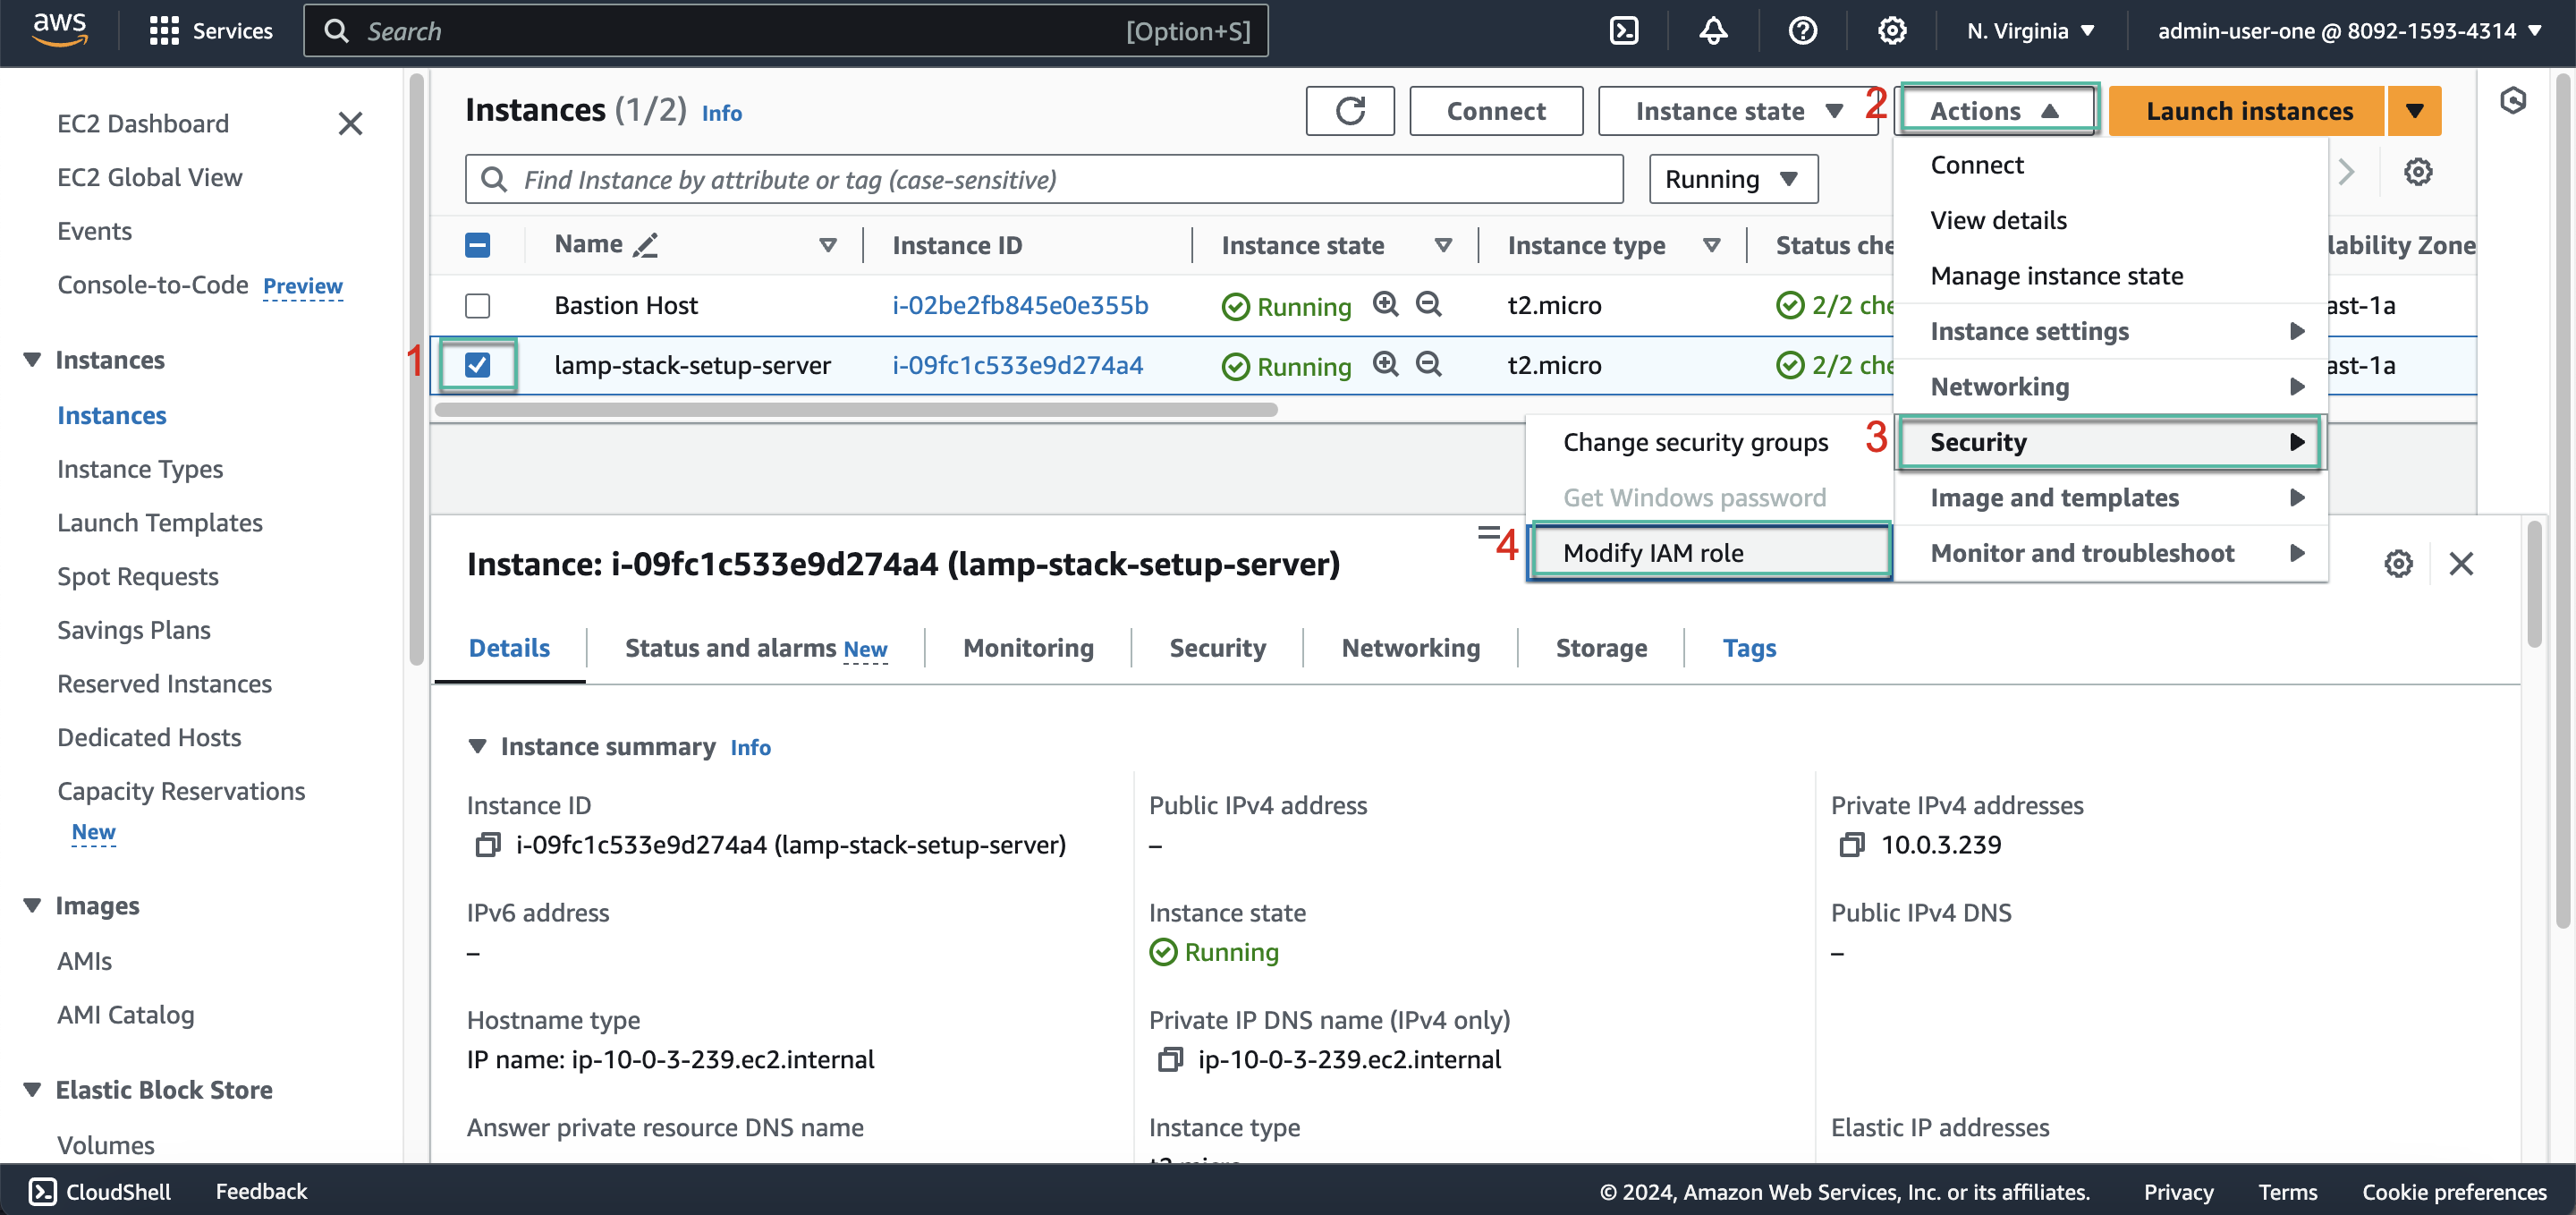 aws
Services
Search [Option+S]
N. Virginia
admin-user-one @ 8092-1593-4314
EC2 Dashboard
EC2 Global View
Events
Console-to-Code Preview
Instances
Instances
Instance Types
Launch Templates
Spot Requests
Savings Plans
Reserved Instances
Dedicated Hosts
Capacity Reservations
New
Images
AMIs
AMI Catalog
Elastic Block Store
Volumes
Instances (1/2) Info
Connect
Instance state
2
Actions
Launch instances
Find Instance by attribute or tag (case-sensitive)
Running
Name Instance ID Instance state Instance type Status che lability Zone
Bastion Host i-02be2fb845e0e355b Running t2.micro 2/2 che ast-1a
1 lamp-stack-setup-server i-09fc1c533e9d274a4 Running t2.micro 2/2 che ast-1a
Connect
View details
Manage instance state
Instance settings
Networking
3 Security
Image and templates
Monitor and troubleshoot
Change security groups
Get Windows password
4 Modify IAM role
Instance: i-09fc1c533e9d274a4 (lamp-stack-setup-server)
Details Status and alarms New Monitoring Security Networking Storage Tags
Instance summary Info
Instance ID
i-09fc1c533e9d274a4 (lamp-stack-setup-server)
Public IPv4 address
–
Private IPv4 addresses
10.0.3.239
IPv6 address
–
Instance state
Running
Public IPv4 DNS
–
Hostname type
IP name: ip-10-0-3-239.ec2.internal
Private IP DNS name (IPv4 only)
ip-10-0-3-239.ec2.internal
Answer private resource DNS name
Instance type
Elastic IP addresses
CloudShell Feedback © 2024, Amazon Web Services, Inc. or its affiliates. Privacy Terms Cookie preferences